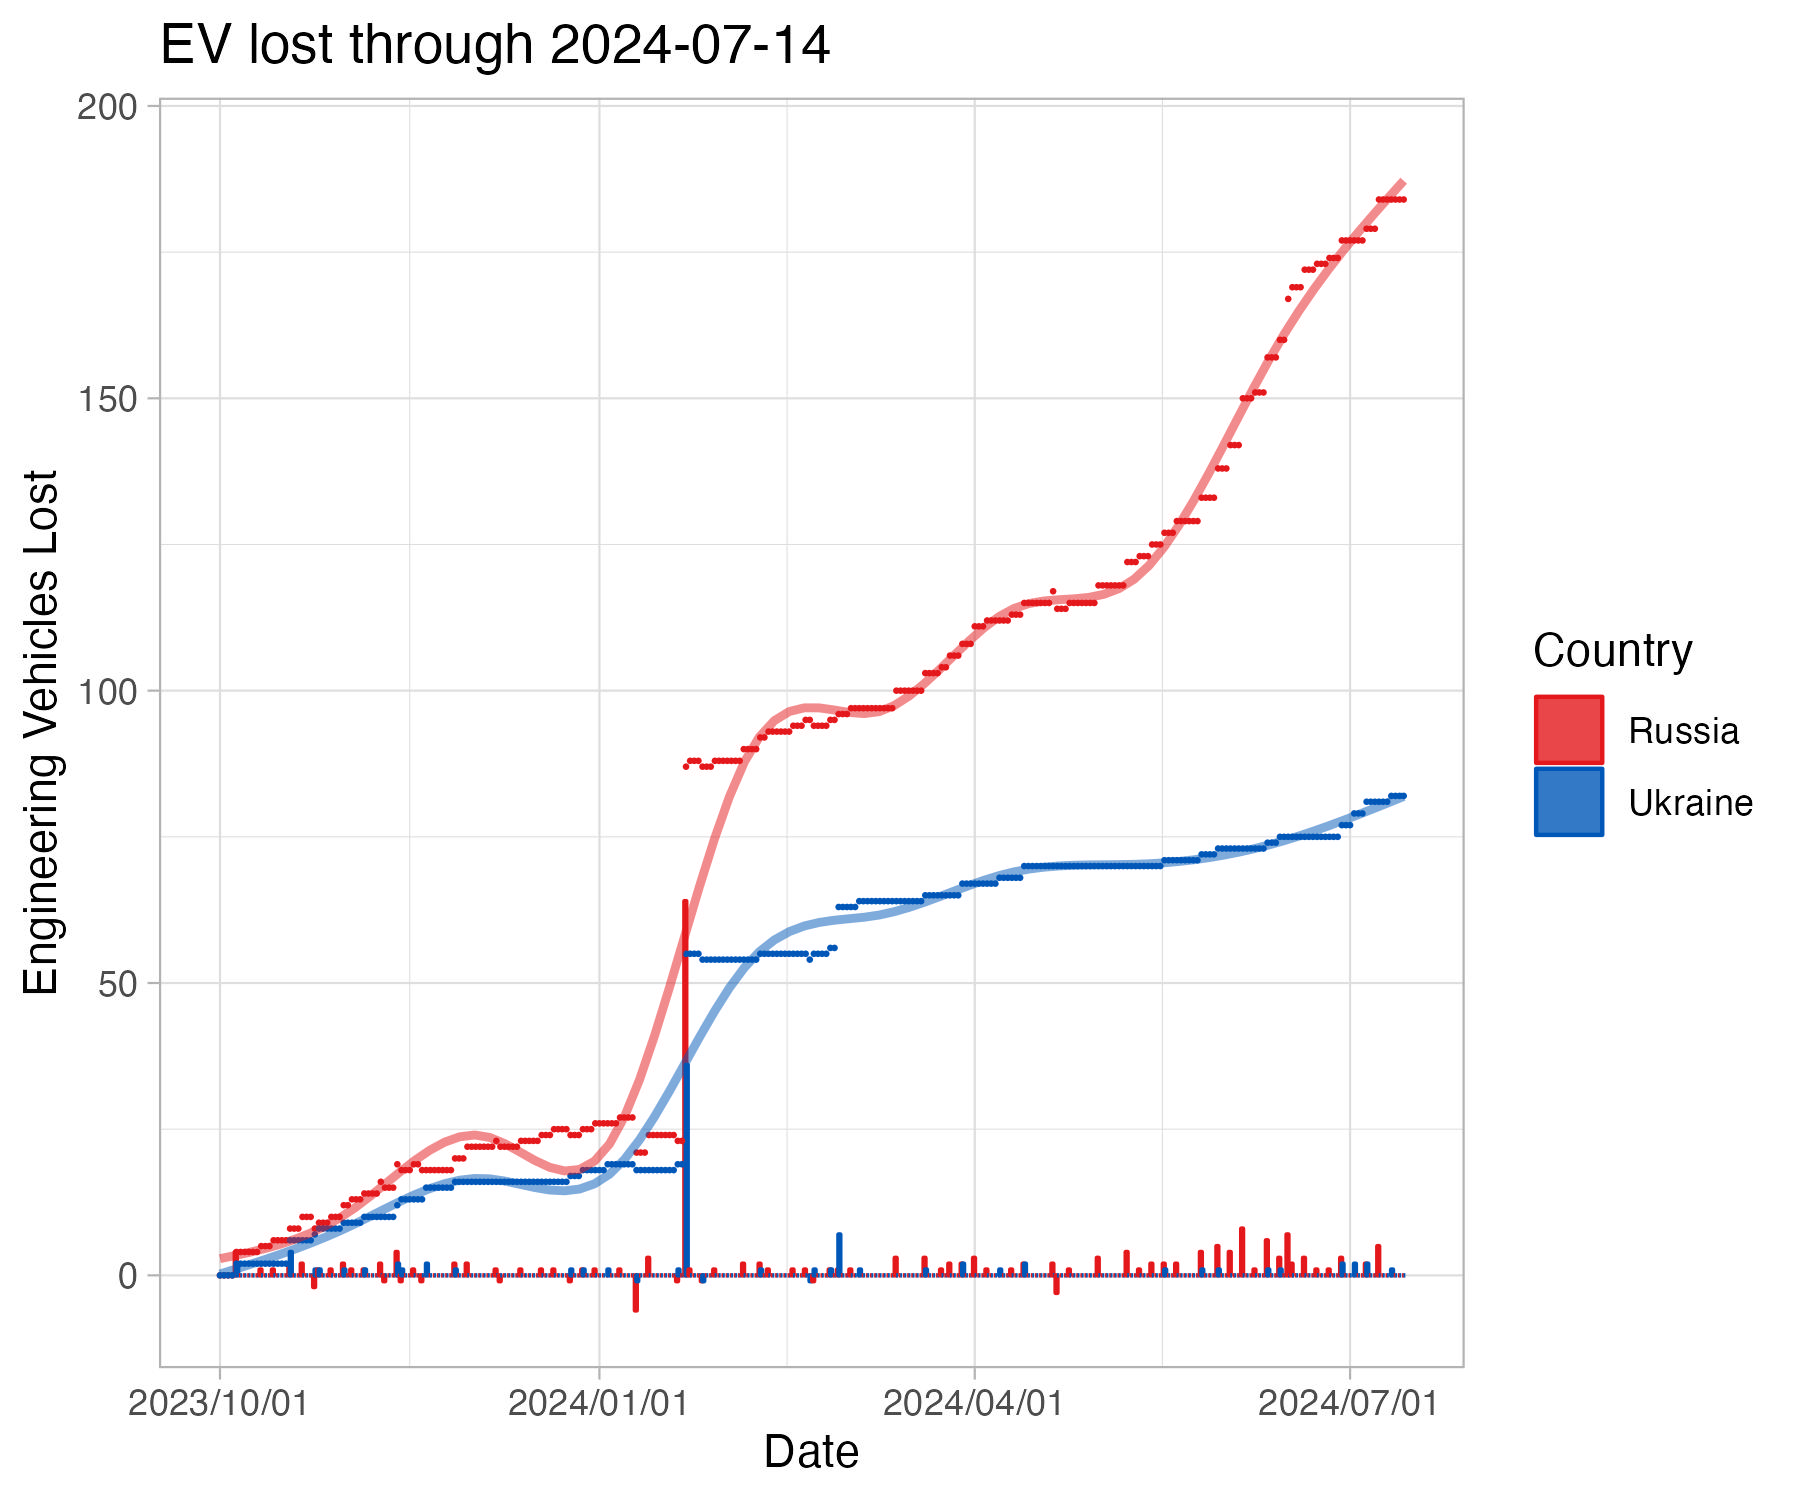 EV lost through 2024-07-14
Engineering Vehicles Lost
200
150
100
50
0
2023/10/01
2024/01/01
2024/04/01
2024/07/01
Date
Country
Russia
Ukraine